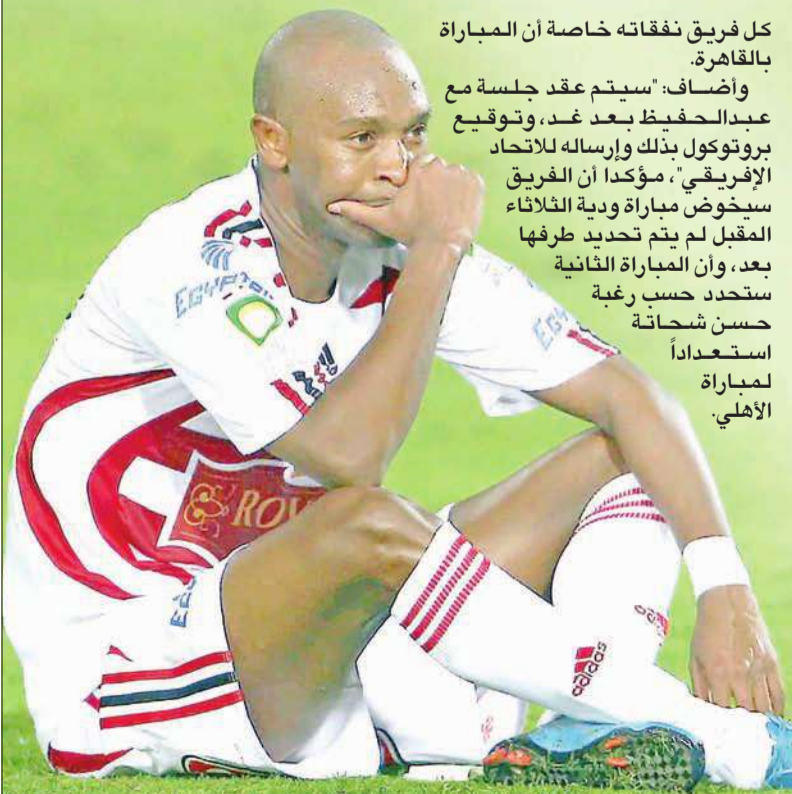 كل فريق نفقاته خاصة أن المباراة
بالقاهرة.
وأضاف: "سيتم عقد جلسة مع
عبدالحفيظ بعد غد، وتوقيع
بروتوكول بذلك وإرساله للاتحاد
الإفريقي"، مؤكدا أن الفريق
سيخوض مباراة ودية الثلاثاء
المقبل لم يتم تحديد طرفها
بعد، وأن المباراة الثانية
ستحدد حسب رغبة
حسن شحاتة
استعداداً
لمباراة
الأهلي.
EGYPT
adidas